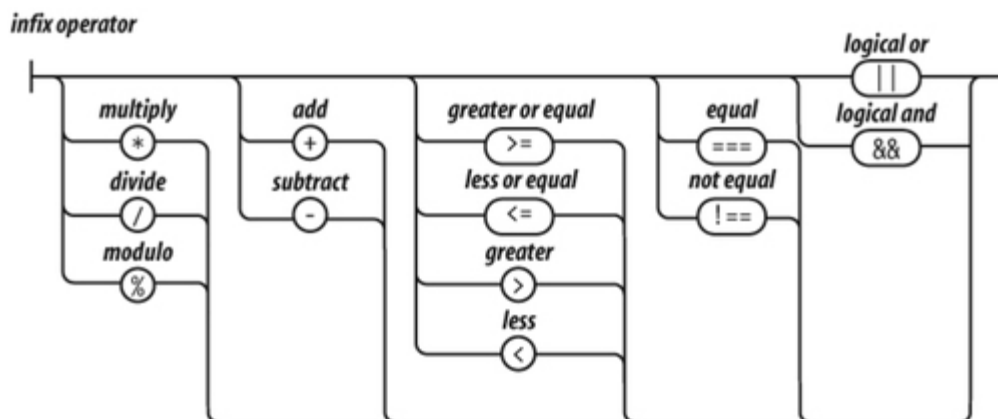 infix operator
logical or
||
multiply add greater or equal equal logical and
* + >= === &&
divide subtract less or equal not equal
/ - <= !==
modulo greater
% >
less
<